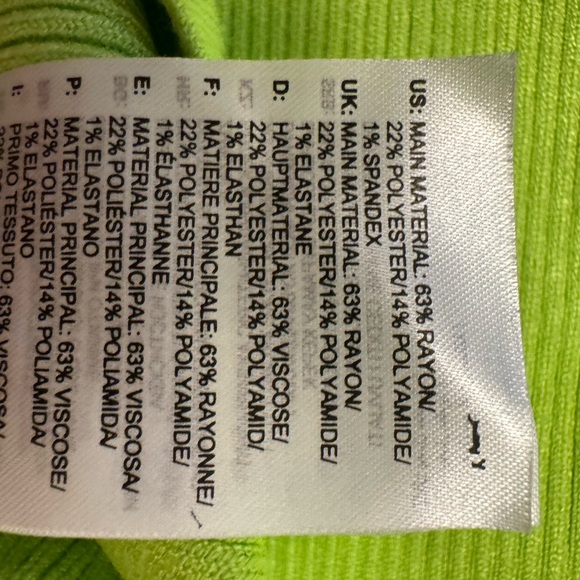 US: MAIN MATERIAL: 63% RAYON/
22% POLYESTER/14% POLYAMIDE/
1% SPANDEX
UK: MAIN MATERIAL: 63% RAYON/
22% POLYESTER/14% POLYAMIDE/
1% ELASTANE
D: HAUPTMATERIAL: 63% VISCOSE/
22% POLYESTER/14% POLYAMID/
1% ELASTHAN
F: MATIERE PRINCIPALE: 63% RAYONNE/
22% POLYESTER/14% POLYAMIDE/
1% ÉLASTHANNE
E: MATERIAL PRINCIPAL: 63% VISCOSA/
22% POLIÉSTER/14% POLIAMIDA/
1% ELASTANO
P: MATERIAL PRINCIPAL: 63% VISCOSE/
22% POLIÉSTER/14% POLIAMIDA/
1% ELASTANO
I: PRIMO TESSUTO: 63% VISCOSA/